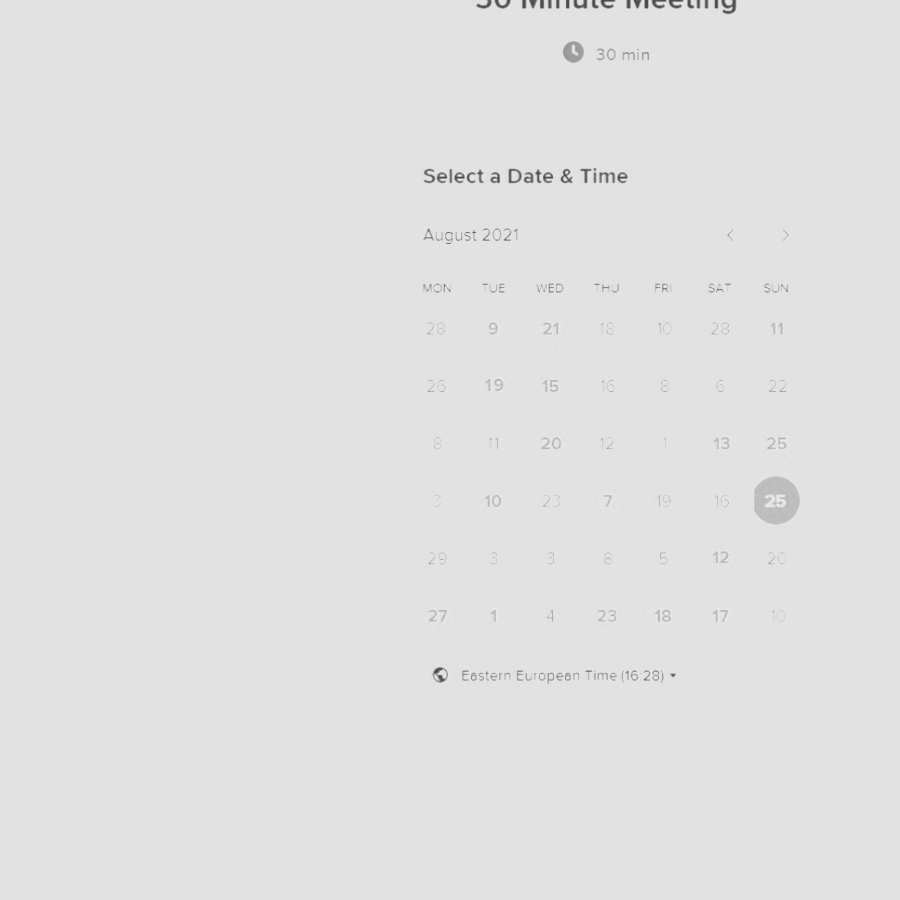 30 Minute Meeting
30 min
Select a Date & Time
August 2021
MON TUE WED THU FRI SAT SUN
28 9 21 18 10 28 11
26 19 15 16 8 6 22
8 11 20 12 1 13 25
3 10 23 7 19 16 25
29 3 3 8 5 12 20
27 1 4 23 18 17 10
Eastern European Time (16:28)